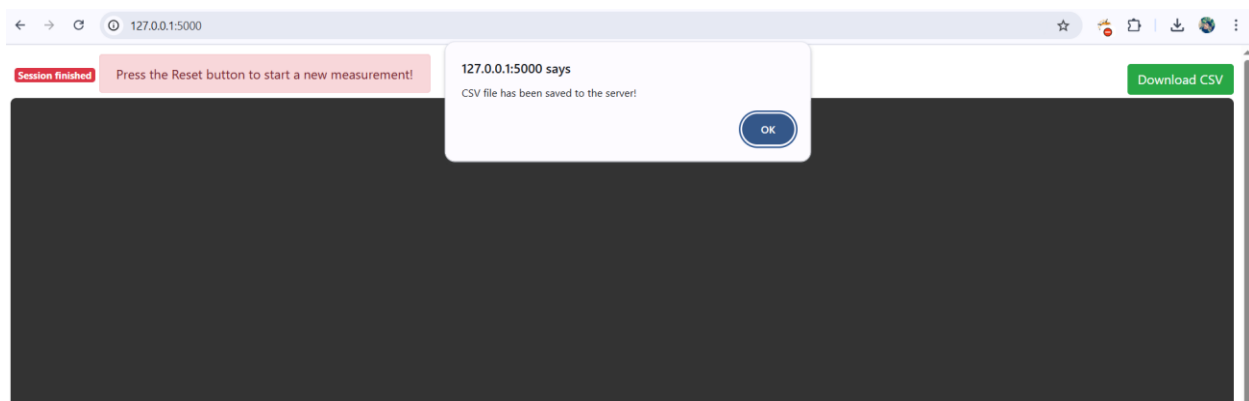 127.0.0.1:5000
Session finished
Press the Reset button to start a new measurement!
127.0.0.1:5000 says
CSV file has been saved to the server!
OK
Download CSV